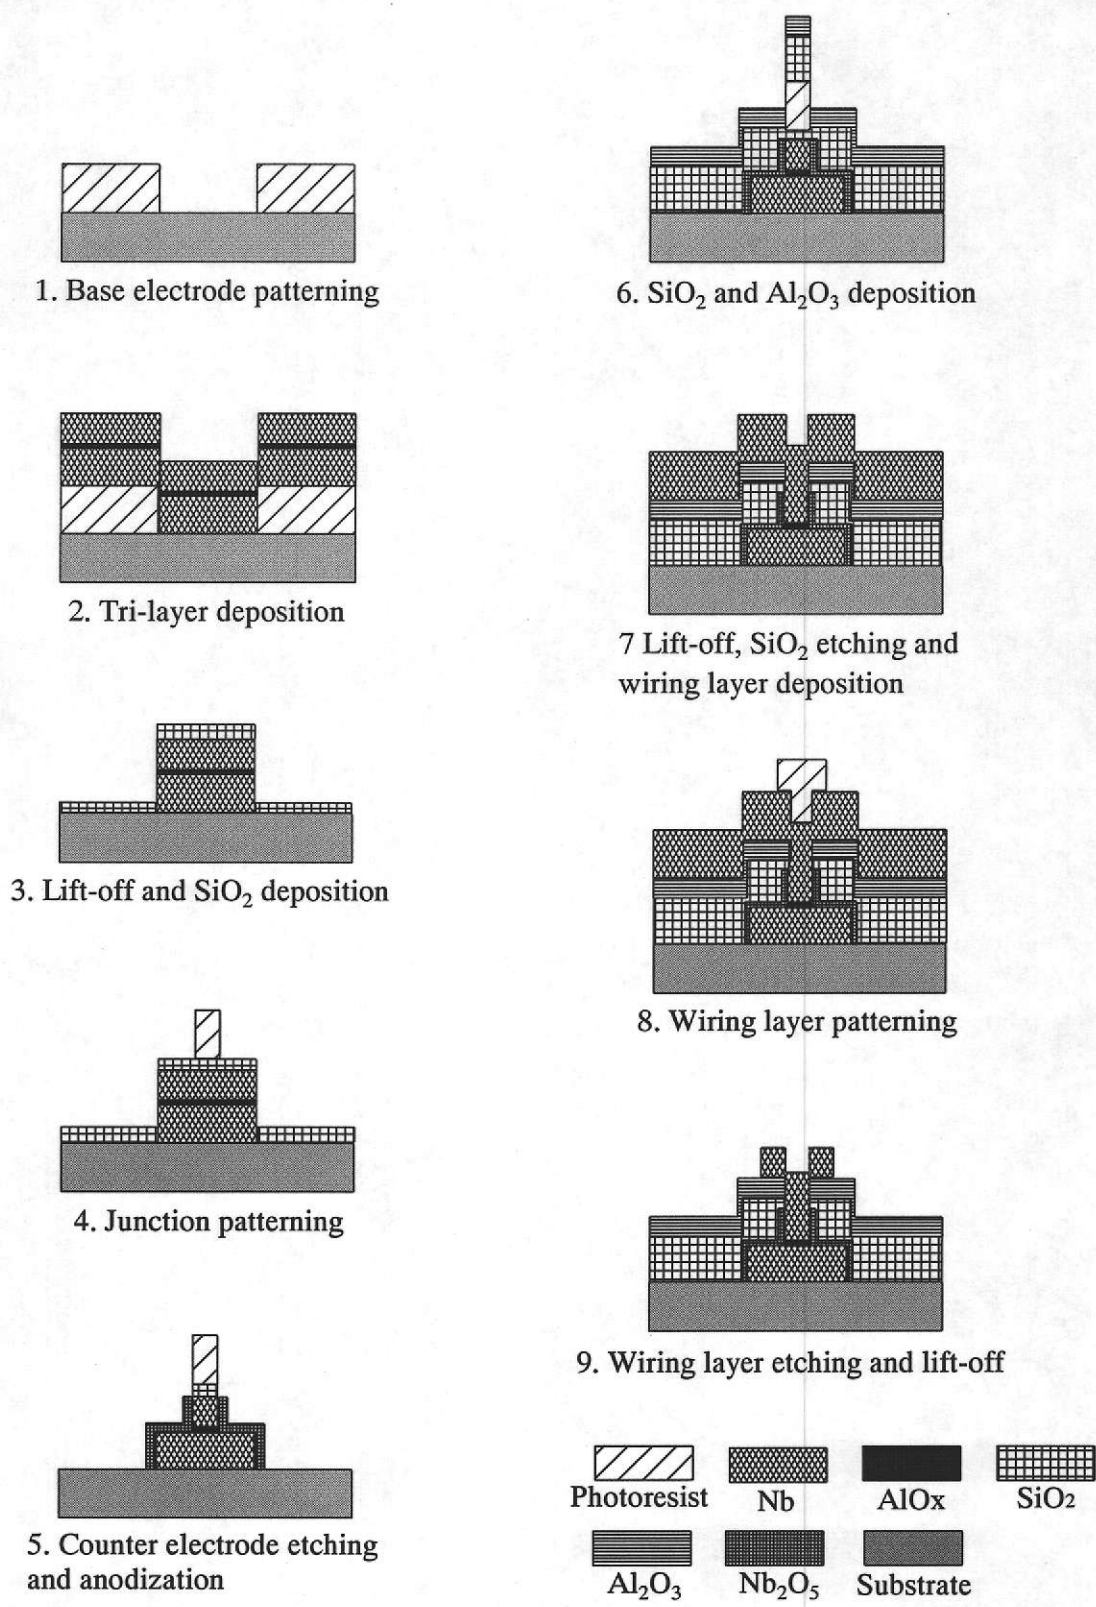 1. Base electrode patterning
2. Tri-layer deposition
3. Lift-off and SiO₂ deposition
4. Junction patterning
5. Counter electrode etching
and anodization
6. SiO₂ and Al₂O₃ deposition
7 Lift-off, SiO₂ etching and
wiring layer deposition
8. Wiring layer patterning
9. Wiring layer etching and lift-off
Photoresist Nb AlOx SiO2
Al₂O₃ Nb₂O₅ Substrate